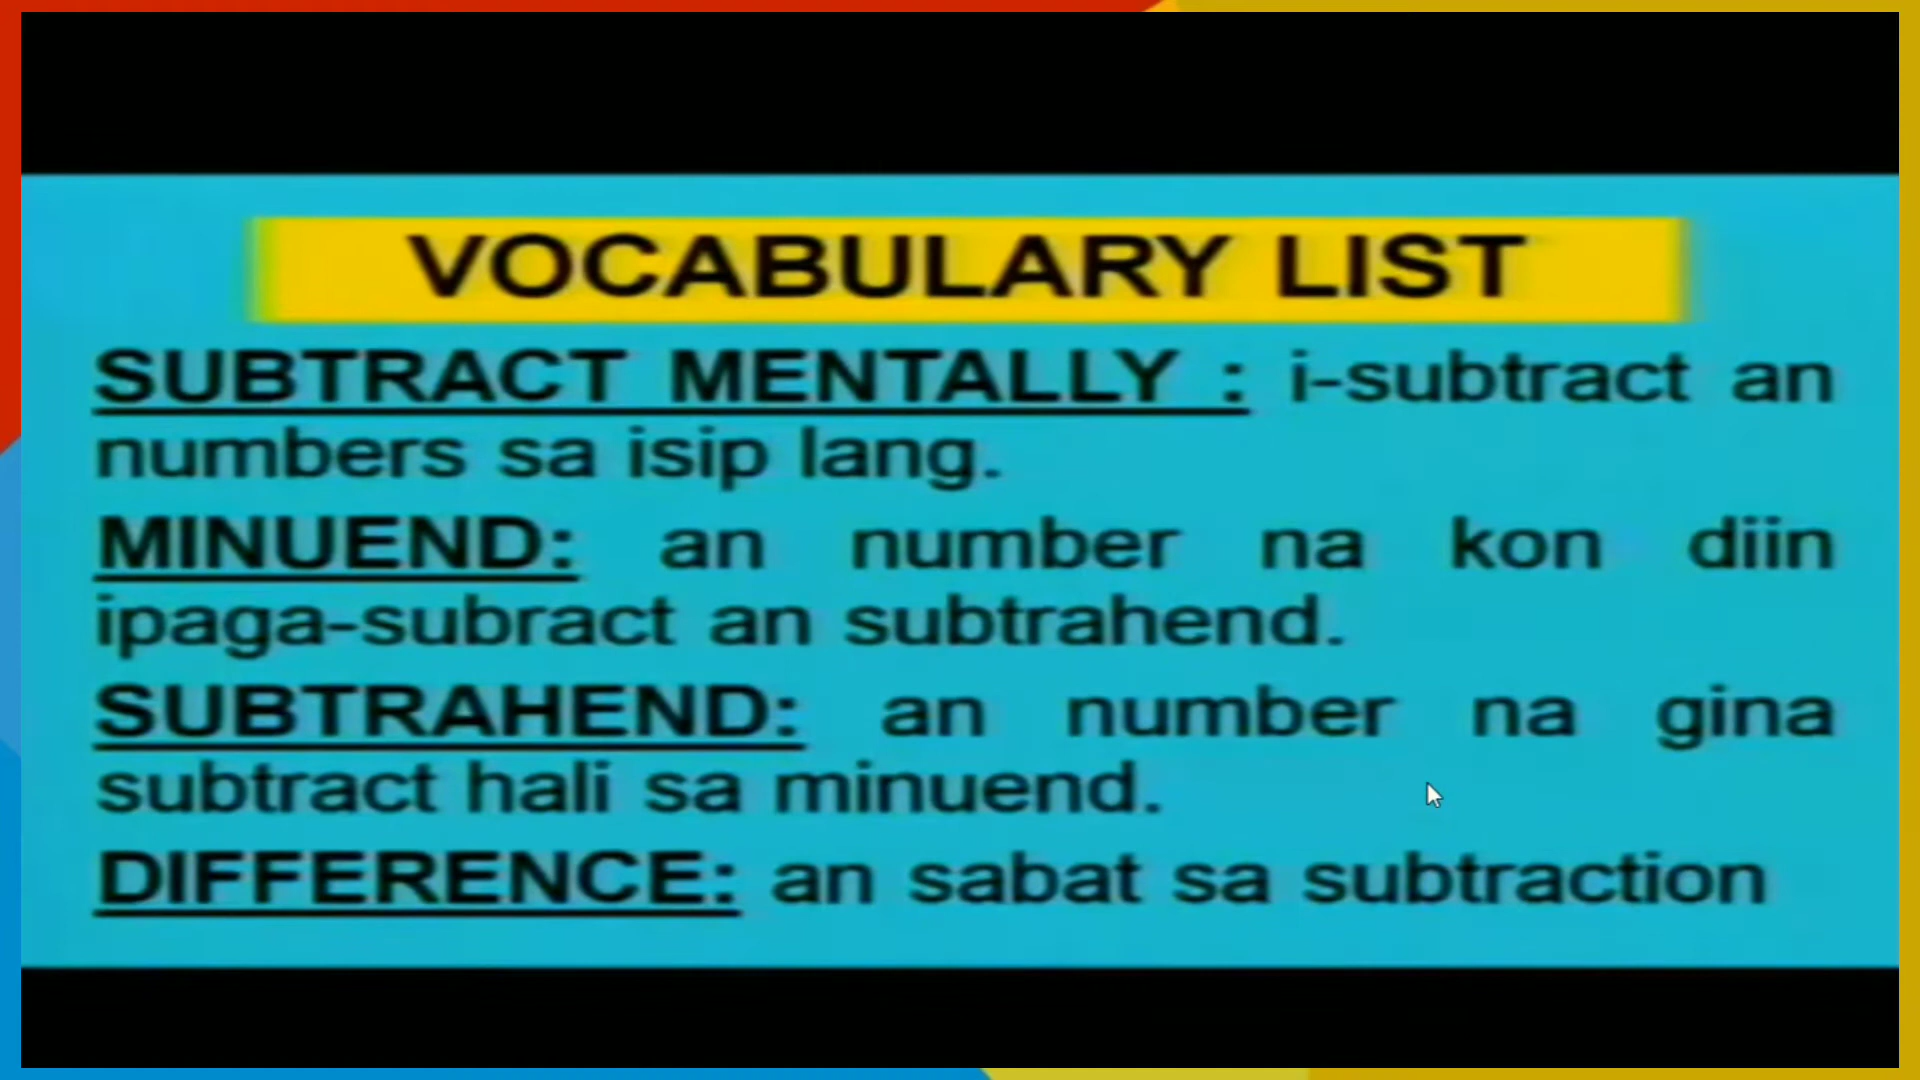 VOCABULARY LIST
SUBTRACT MENTALLY : i-subtract an
numbers sa isip lang.
MINUEND: an number na kon diin
ipaga-subract an subtrahend.
SUBTRAHEND: an number na gina
subtract hali sa minuend.
DIFFERENCE: an sabat sa subtraction